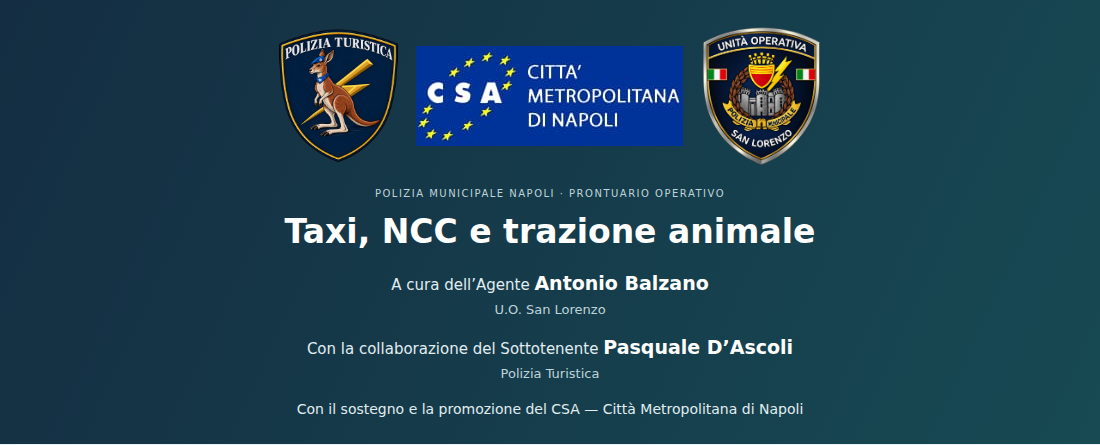 POLIZIA TURISTICA
CSA
CITTA'
METROPOLITANA
DI NAPOLI
UNITÀ OPERATIVA
POLIZIA MUNICIPALE
SAN LORENZO
POLIZIA MUNICIPALE NAPOLI · PRONTUARIO OPERATIVO
Taxi, NCC e trazione animale
A cura dell’Agente Antonio Balzano
U.O. San Lorenzo
Con la collaborazione del Sottotenente Pasquale D’Ascoli
Polizia Turistica
Con il sostegno e la promozione del CSA — Città Metropolitana di Napoli